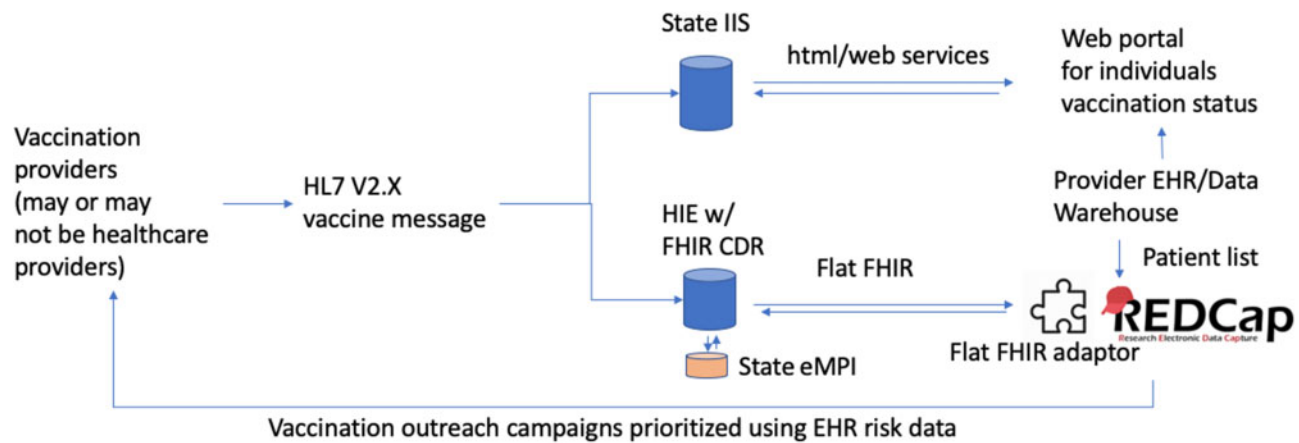 State IIS
html/web services
Web portal
for individuals
vaccination status
Vaccination
providers
(may or may
not be healthcare
providers)
HL7 V2.X
vaccine message
Provider EHR/Data
Warehouse
HIE w/
FHIR CDR
Flat FHIR
Patient list
REDCap
Research Electronic Data Capture
Flat FHIR adaptor
State eMPI
Vaccination outreach campaigns prioritized using EHR risk data